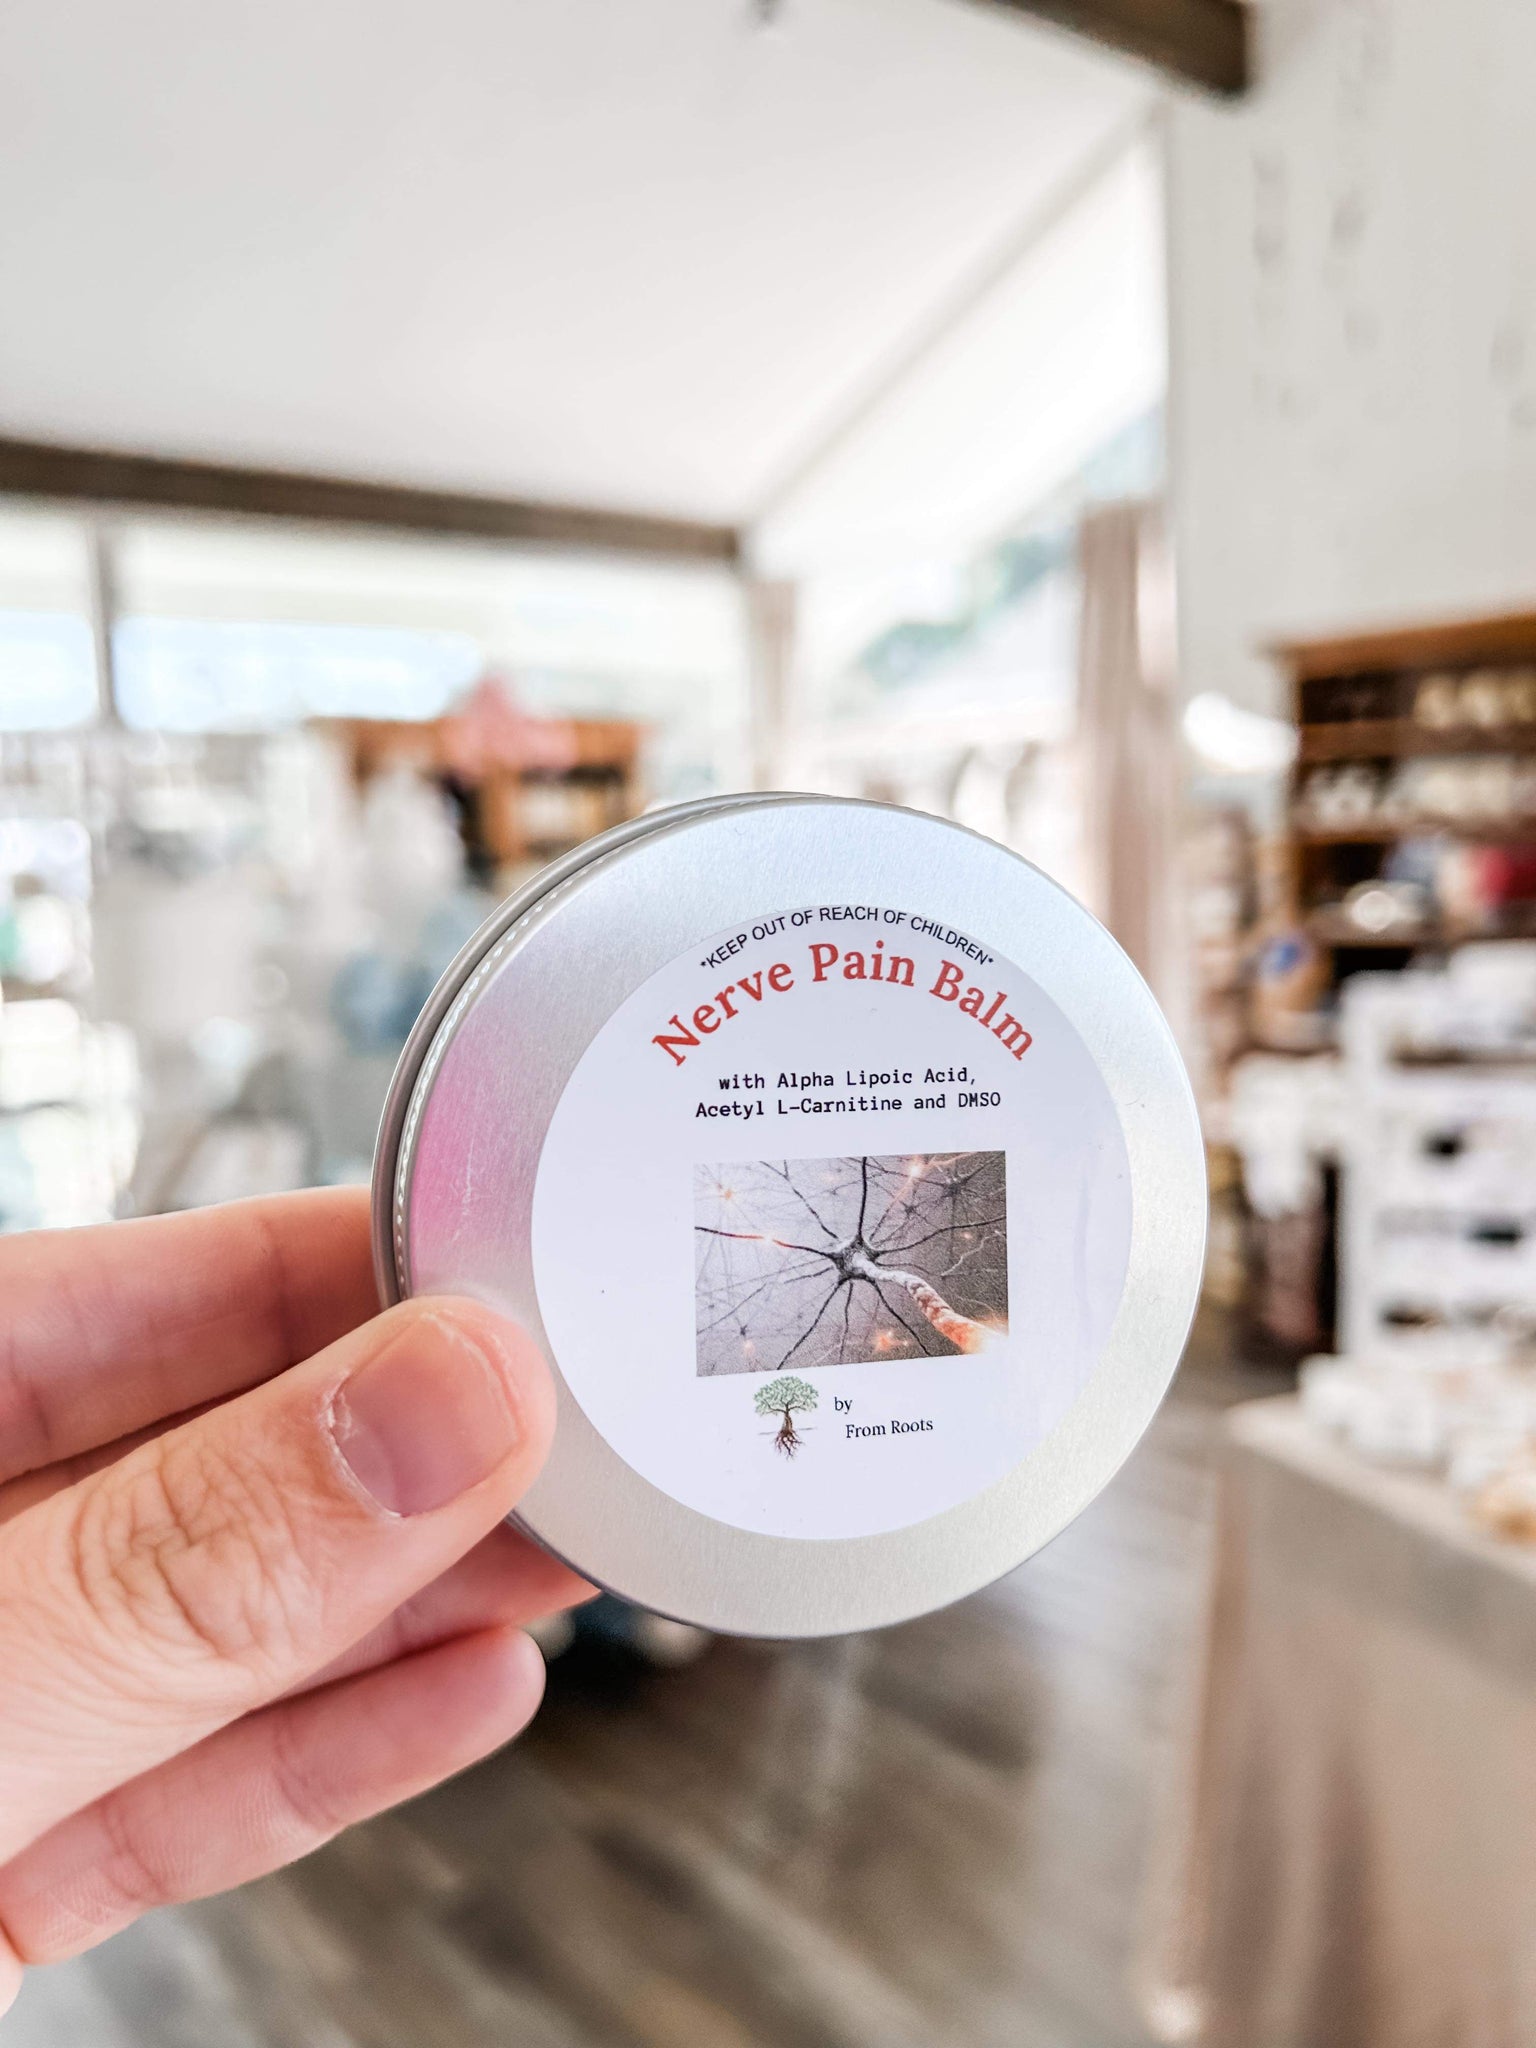 *KEEP OUT OF REACH OF CHILDREN*
Nerve Pain Balm
with Alpha Lipoic Acid,
Acetyl L-Carnitine and DMSO
by
From Roots